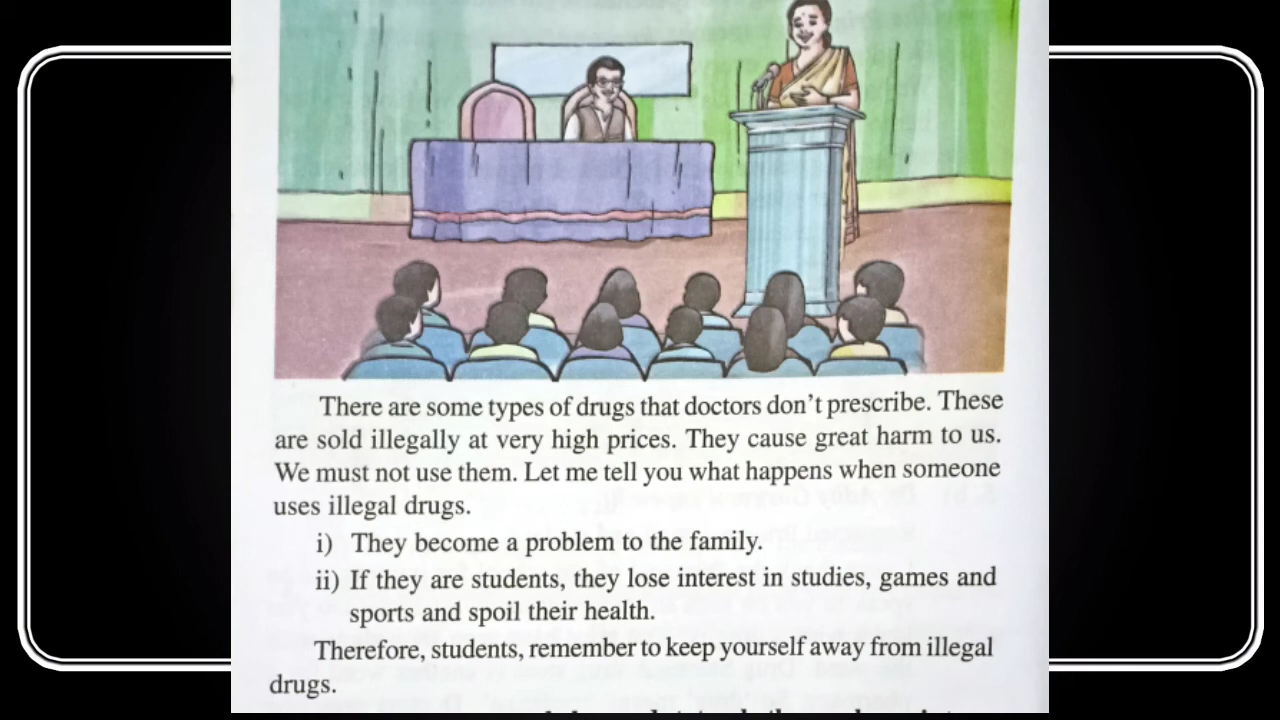 There are some types of drugs that doctors don't prescribe. These
are sold illegally at very high prices. They cause great harm to us.
We must not use them. Let me tell you what happens when someone
uses illegal drugs.
i) They become a problem to the family.
ii) If they are students, they lose interest in studies, games and
sports and spoil their health.
Therefore, students, remember to keep yourself away from illegal
drugs.